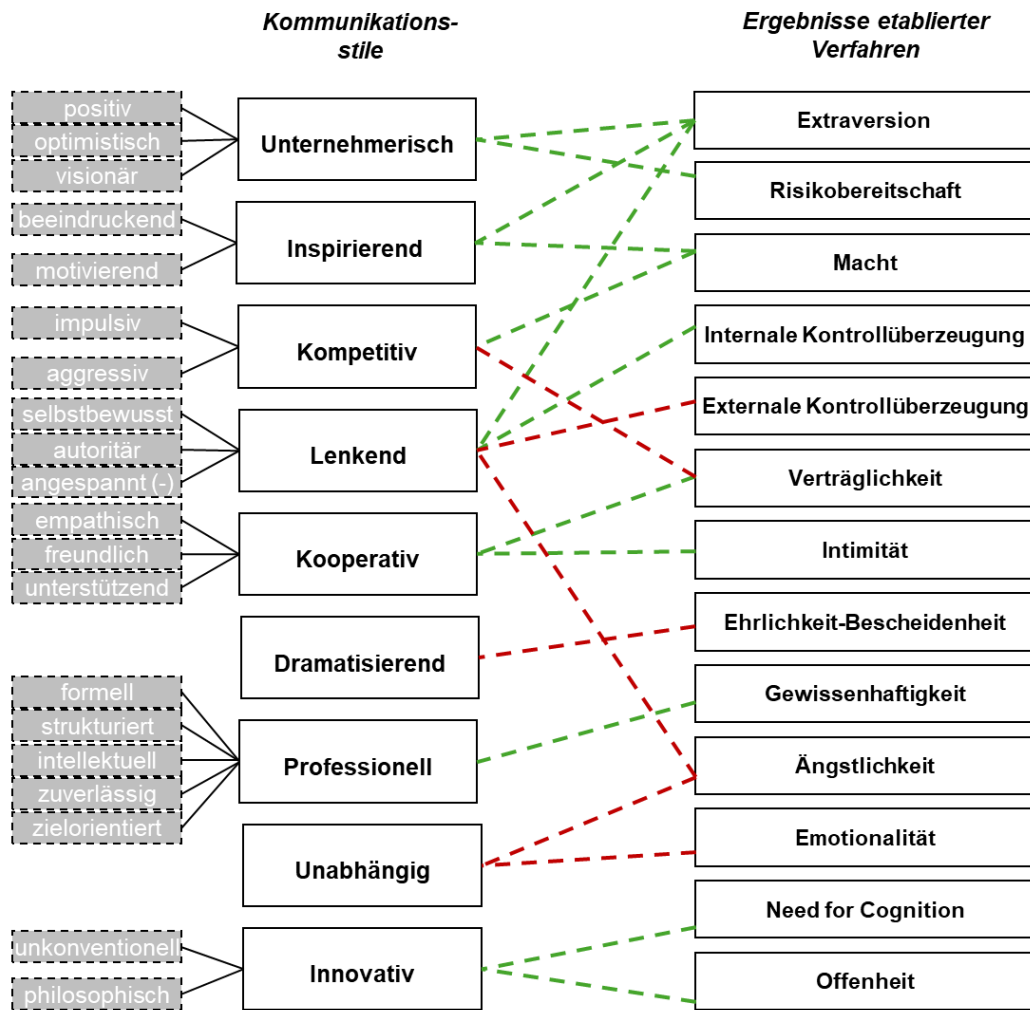 Kommunikations-
stile
Ergebnisse etablierter
Verfahren
positiv
optimistisch
visionär
Unternehmerisch
beeindruckend
motivierend
Inspirierend
impulsiv
aggressiv
Kompetitiv
selbstbewusst
autoritär
angespannt (-)
Lenkend
empathisch
freundlich
unterstützend
Kooperativ
Dramatisierend
formell
strukturiert
intellektuell
zuverlässig
zielorientiert
Professionell
Unabhängig
unkonventionell
philosophisch
Innovativ
Extraversion
Risikobereitschaft
Macht
Internale Kontrollüberzeugung
Externale Kontrollüberzeugung
Verträglichkeit
Intimität
Ehrlichkeit-Bescheidenheit
Gewissenhaftigkeit
Ängstlichkeit
Emotionalität
Need for Cognition
Offenheit